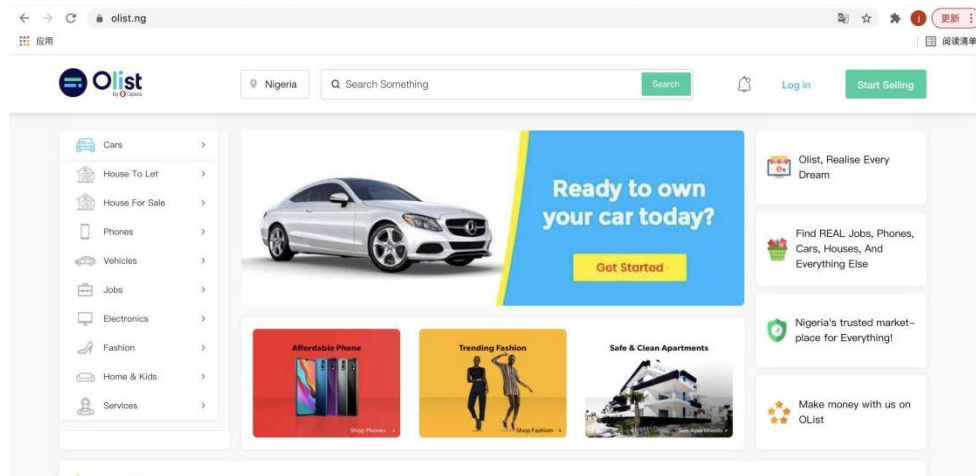 olist.ng
更新
应用
阅读清单
Olist
by Opera
Nigeria
Search Something
Search
Log in
Start Selling
Cars
House To Let
House For Sale
Phones
Vehicles
Jobs
Electronics
Fashion
Home & Kids
Services
Ready to own
your car today?
Get Started
Affordable Phone
Shop Phones
Trending Fashion
Shop Fashion
Safe & Clean Apartments
See Apartments
Olist, Realise Every
Dream
Find REAL Jobs, Phones,
Cars, Houses, And
Everything Else
Nigeria's trusted market-
place for Everything!
Make money with us on
OList